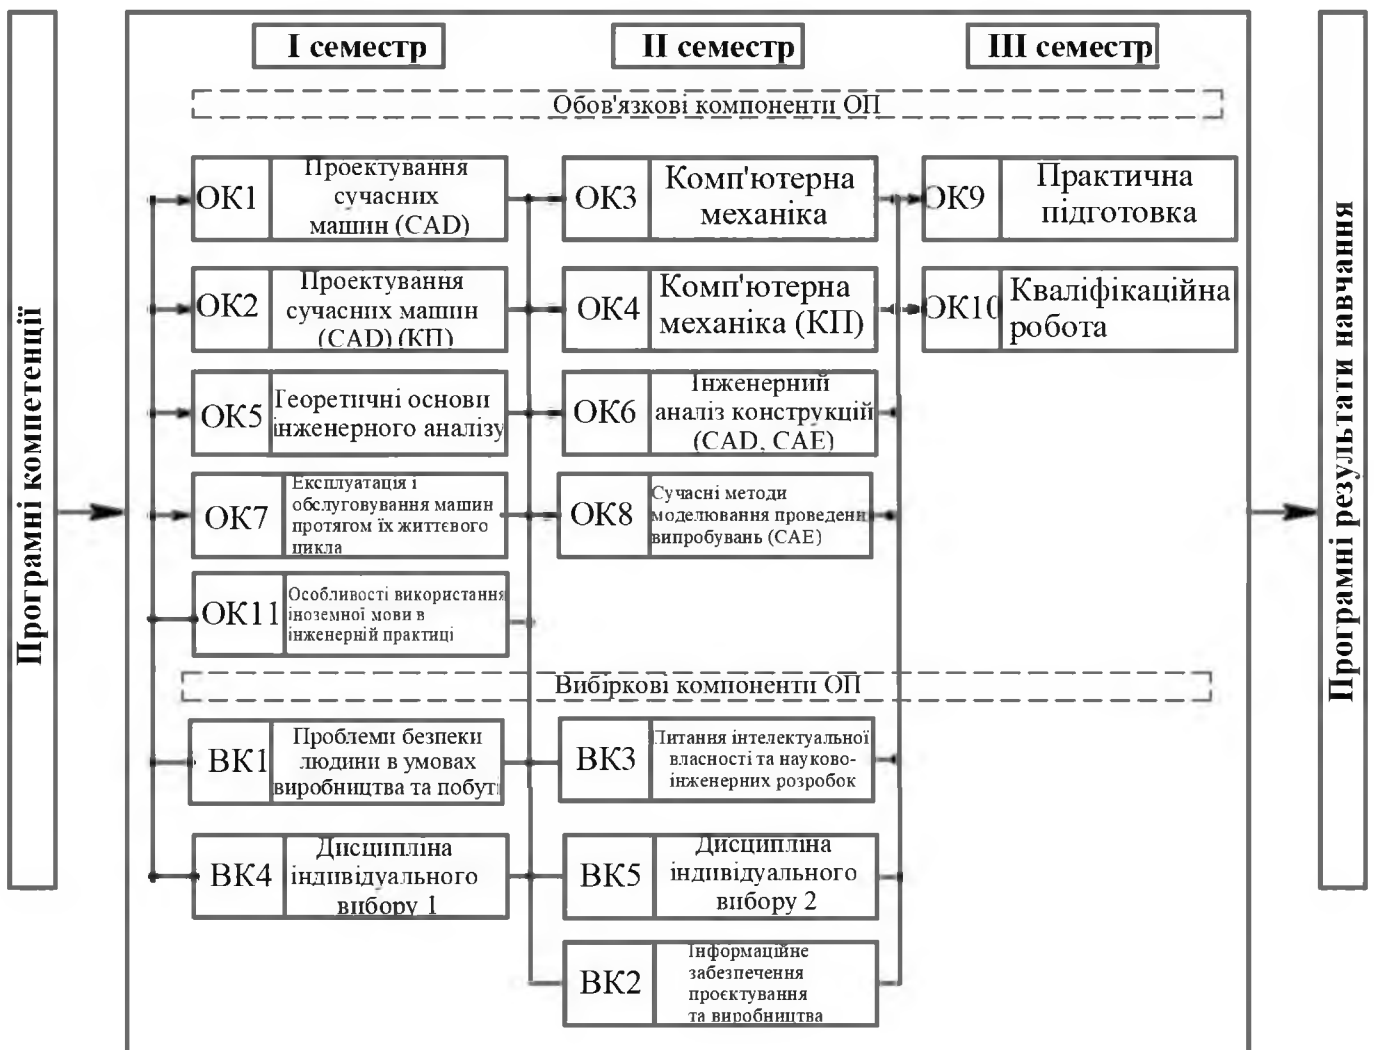 Програмні компетенції
I семестр
II семестр
III семестр
Обов'язкові компоненти ОП
ОК1
Проектування
сучасних
машин (CAD)
ОК3
Комп'ютерна
механіка
ОК9
Практична
підготовка
ОК2
Проектування
сучасних машин
(CAD) (КП)
ОК4
Комп'ютерна
механіка (КП)
ОК10
Кваліфікаційна
робота
ОК5
Теоретичні основи
інженерного аналізу
ОК6
Інженерний
аналіз конструкцій
(CAD, CAE)
ОК7
Експлуатація і
обслуговування машин
протягом їх життєвого
цикла
ОК8
Сучасні методи
моделювання проведен
випробувань (CAE)
ОК11
Особливості використання
іноземної мови в
інженерній практиці
Вибіркові компоненти ОП
ВК1
Проблеми безпеки
людини в умовах
виробництва та побут
ВК3
Питання інтелектуальної
власності та науково-
інженерних розробок
ВК4
Дисципліна
індивідуального
вибору 1
ВК5
Дисципліна
індивідуального
вибору 2
ВК2
Інформаційне
забезпечення
проєктування
та виробництва
Програмні результати навчання